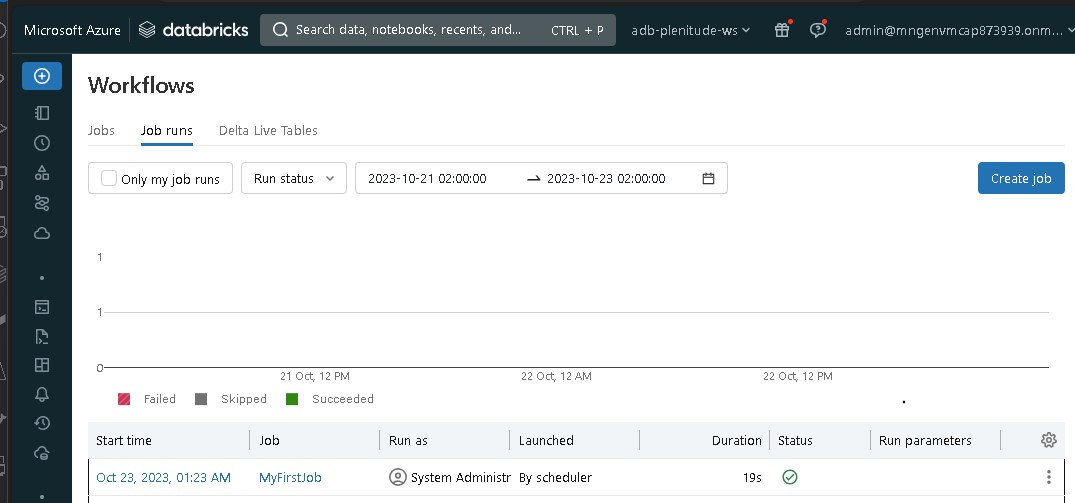 Microsoft Azure databricks Search data, notebooks, recents, and... CTRL + P adb-plenitude-ws admin@mngenvmcap873939.onm...
Workflows
Jobs Job runs Delta Live Tables
Only my job runs Run status 2023-10-21 02:00:00 → 2023-10-23 02:00:00 Create job
1
1
0
21 Oct, 12 PM 22 Oct, 12 AM 22 Oct, 12 PM
Failed Skipped Succeeded
Start time Job Run as Launched Duration Status Run parameters
Oct 23, 2023, 01:23 AM MyFirstJob System Administr By scheduler 19s